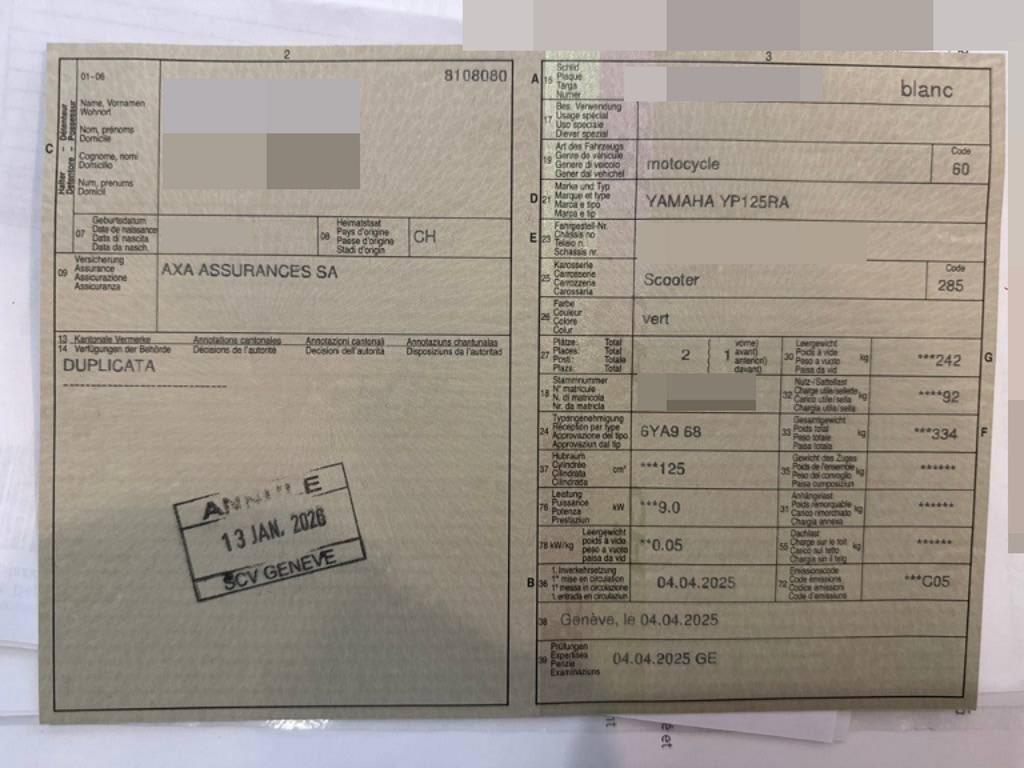 2
8108080
C
Halter – Détenteur
Detentore – Possessur
01-06
Name, Vornamen
Wohnort
Nom, prénoms
Domicile
Cognome, nomi
Domicilio
Num, prenums
Domicil
07
Geburtsdatum
Date de naissance
Data di nascita
Data da nasch.
08
Heimatstaat
Pays d'origine
Paese d'origine
Stadi d'origin
CH
09
Versicherung
Assurance
Assicurazione
Assicuranza
AXA ASSURANCES SA
13 Kantonale Vermerke Annotations cantonales Annotazioni cantonali Annotaziuns chantunalas
14 Verfügungen der Behörde Décisions de l'autorité Decisioni dell'autorità Disposiziuns da l'autoritad
DUPLICATA
ANNULE
13 JAN. 2026
SCV GENEVE
3
A 15
Schild
Plaque
Targa
Numer
blanc
17
Bes. Verwendung
Usage spécial
Uso speciale
Diever spezial
19
Art des Fahrzeugs
Genre de véhicule
Genere di veicolo
Gener dal vehichel
motocycle
Code
60
D 21
Marke und Typ
Marque et type
Marca e tipo
Marca e tip
YAMAHA YP125RA
E 23
Fahrgestell-Nr.
Châssis no
Telaio n.
Schassis nr.
25
Karosserie
Carrosserie
Carrozzeria
Carossaria
Scooter
Code
285
26
Farbe
Couleur
Colore
Colur
vert
27
Plätze: Total
Places: Total
Posti: Totale
Plazs: Total
2
1
vorne)
avant)
anteriori)
davant)
30
Leergewicht
Poids à vide
Peso a vuoto
Paisa da vid
kg
***242
G
18
Stammnummer
N° matricule
N. di matricola
Nr. da matricla
32
Nutz-/Sattellast
Charge utile/sellette
Carico utile/sella
Chargia utila/sella
kg
****92
24
Typengenehmigung
Réception par type
Approvazione del tipo
Approvaziun dal tip
6YA9 68
33
Gesamtgewicht
Poids total
Peso totale
Paisa totala
kg
***334
F
37
Hubraum
Cylindrée
Cilindrata
Cilindrada
cm³
***125
35
Gewicht des Zuges
Poids de l'ensemble
Peso del convoglio
Paisa cumposiziun
kg
******
76
Leistung
Puissance
Potenza
Prestaziun
kW
***9.0
31
Anhängelast
Poids remorquable
Carico rimorchiato
Chargia annexa
kg
******
78 kW/kg
Leergewicht
poids à vide
peso a vuoto
paisa da vid
**0.05
55
Dachlast
Charge sur le toit
Carico sul tetto
Chargia sin il tetg
kg
******
B 36
1. Inverkehrsetzung
1re mise en circulation
1a messa in circolazione
1. entrada en circulaziun
04.04.2025
72
Emissionscode
Code émissions
Codice emissioni
Code d'emissiuns
***G05
38
Genève, le 04.04.2025
39
Prüfungen
Expertises
Perizie
Examinaziuns
04.04.2025 GE
é et